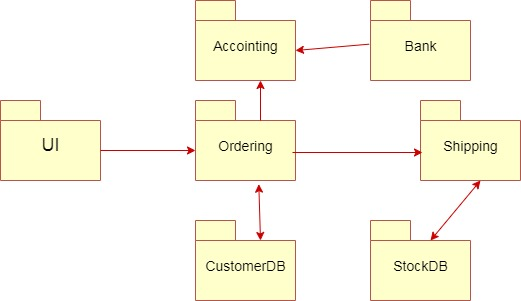 Accointing
Bank
UI
Ordering
Shipping
CustomerDB
StockDB